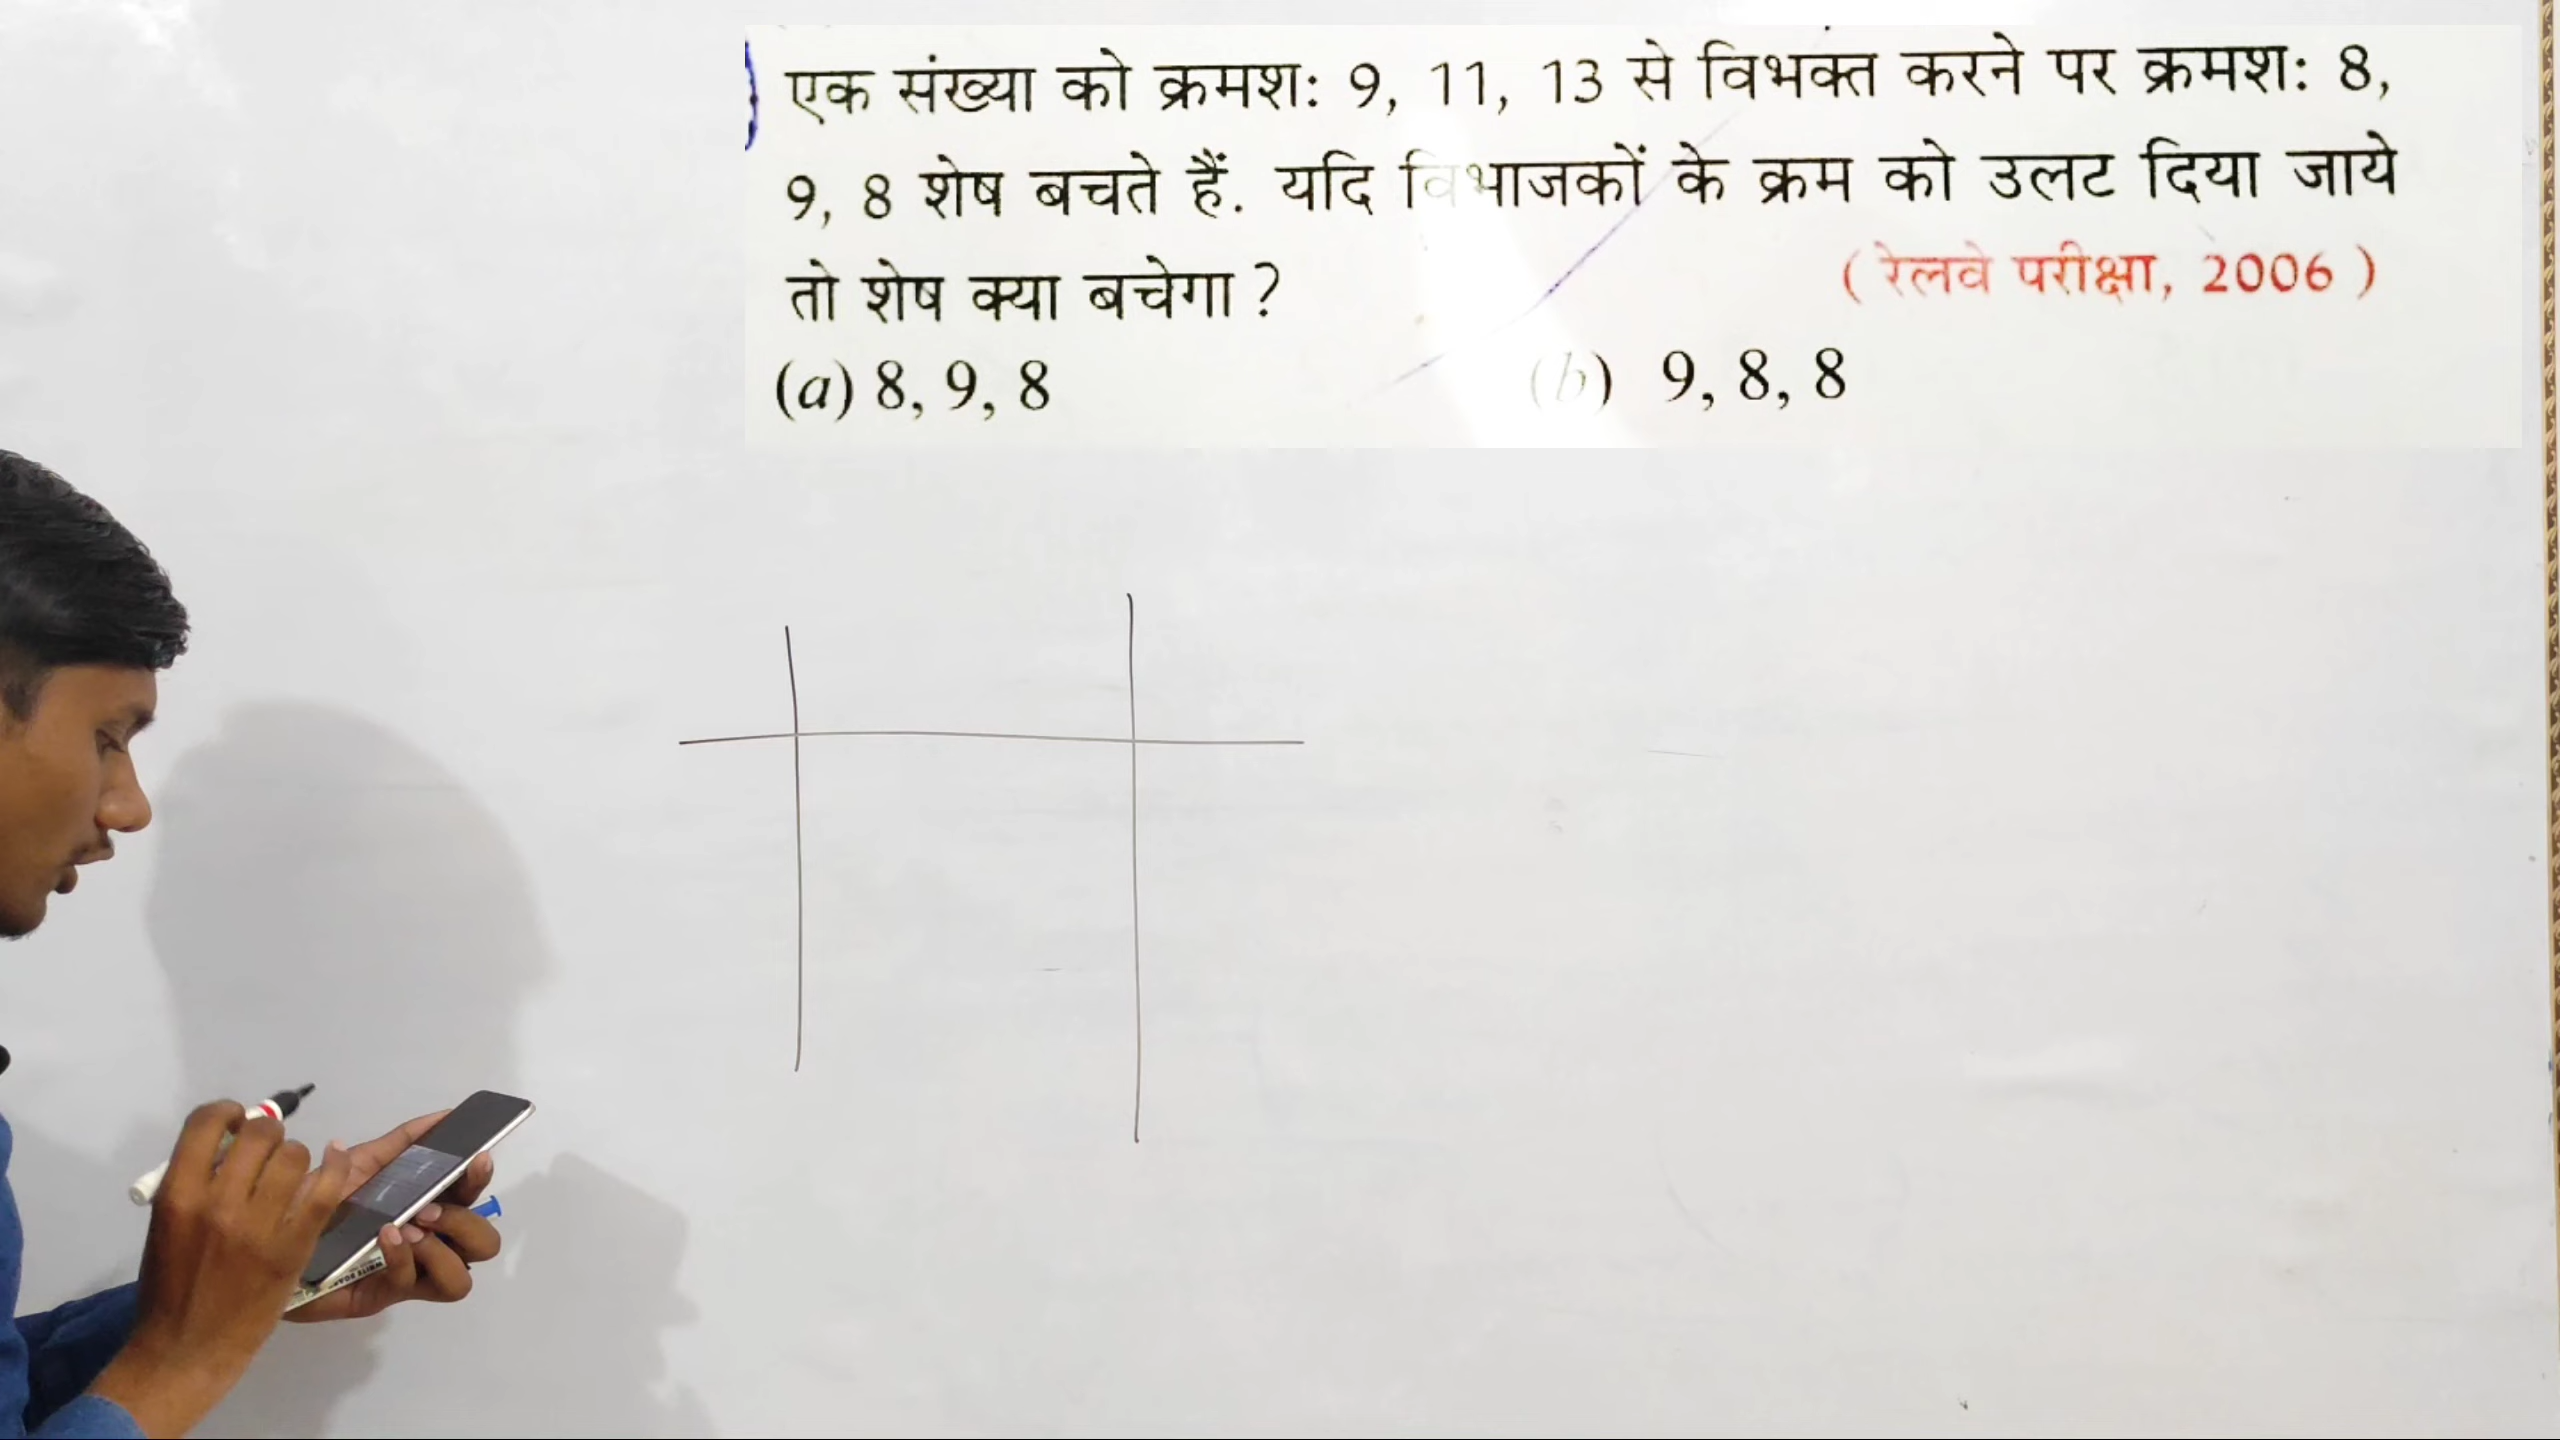 एक संख्या को क्रमश: 9, 11, 13 से विभक्त करने पर क्रमश: 8,
9, 8 शेष बचते हैं. यदि विभाजकों के क्रम को उलट दिया जाये
तो शेष क्या बचेगा ? ( रेलवे परीक्षा, 2006 )
(a) 8, 9, 8 (b) 9, 8, 8